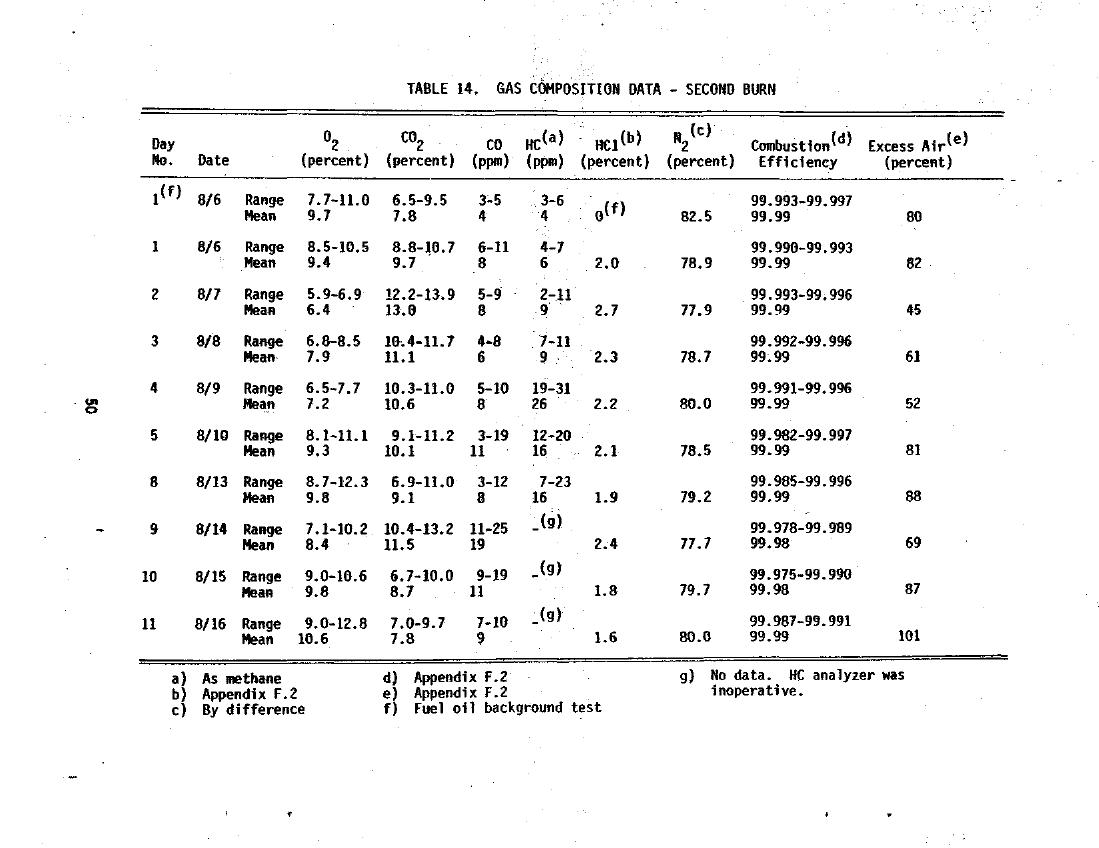 TABLE 14. GAS COMPOSITION DATA - SECOND BURN
Day No. Date O2 (percent) CO2 (percent) CO (ppm) HC(a) (ppm) HCl(b) (percent) N2(c) (percent) Combustion(d) Efficiency Excess Air(e) (percent)
1(f) 8/6 Range 7.7-11.0 6.5-9.5 3-5 3-6 99.993-99.997
Mean 9.7 7.8 4 4 0(f) 82.5 99.99 80
1 8/6 Range 8.5-10.5 8.8-10.7 6-11 4-7 99.990-99.993
Mean 9.4 9.7 8 6 2.0 78.9 99.99 82
2 8/7 Range 5.9-6.9 12.2-13.9 5-9 2-11 99.993-99.996
Mean 6.4 13.0 8 9 2.7 77.9 99.99 45
3 8/8 Range 6.8-8.5 10.4-11.7 4-8 7-11 99.992-99.996
Mean 7.9 11.1 6 9 2.3 78.7 99.99 61
4 8/9 Range 6.5-7.7 10.3-11.0 5-10 19-31 99.991-99.996
Mean 7.2 10.6 8 26 2.2 80.0 99.99 52
5 8/10 Range 8.1-11.1 9.1-11.2 3-19 12-20 99.982-99.997
Mean 9.3 10.1 11 16 2.1 78.5 99.99 81
8 8/13 Range 8.7-12.3 6.9-11.0 3-12 7-23 99.985-99.996
Mean 9.8 9.1 8 16 1.9 79.2 99.99 88
9 8/14 Range 7.1-10.2 10.4-13.2 11-25 -(g) 99.978-99.989
Mean 8.4 11.5 19 2.4 77.7 99.98 69
10 8/15 Range 9.0-10.6 6.7-10.0 9-19 -(g) 99.975-99.990
Mean 9.8 8.7 11 1.8 79.7 99.98 87
11 8/16 Range 9.0-12.8 7.0-9.7 7-10 -(g) 99.987-99.991
Mean 10.6 7.8 9 1.6 80.0 99.99 101
a) As methane
b) Appendix F.2
c) By difference
d) Appendix F.2
e) Appendix F.2
f) Fuel oil background test
g) No data. HC analyzer was
inoperative.
50